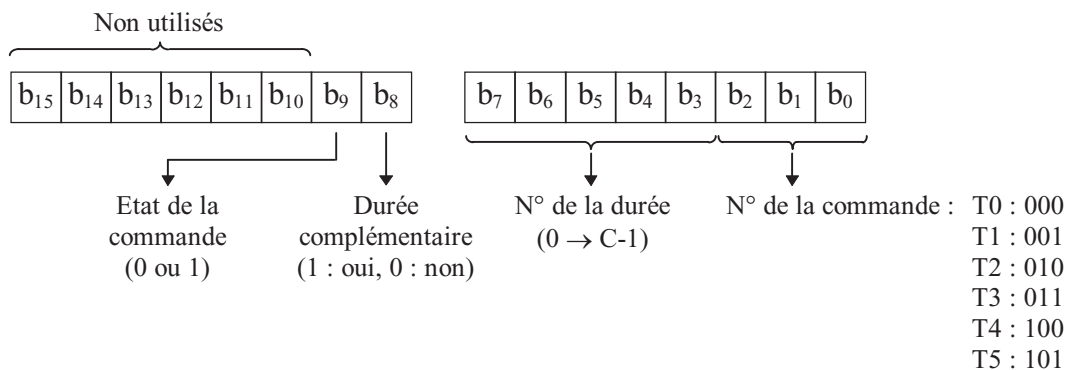 Non utilisés
b15 b14 b13 b12 b11 b10 b9 b8 b7 b6 b5 b4 b3 b2 b1 b0
Etat de la commande (0 ou 1)
Durée complémentaire (1 : oui, 0 : non)
N° de la durée (0 → C-1)
N° de la commande : T0 : 000
T1 : 001
T2 : 010
T3 : 011
T4 : 100
T5 : 101